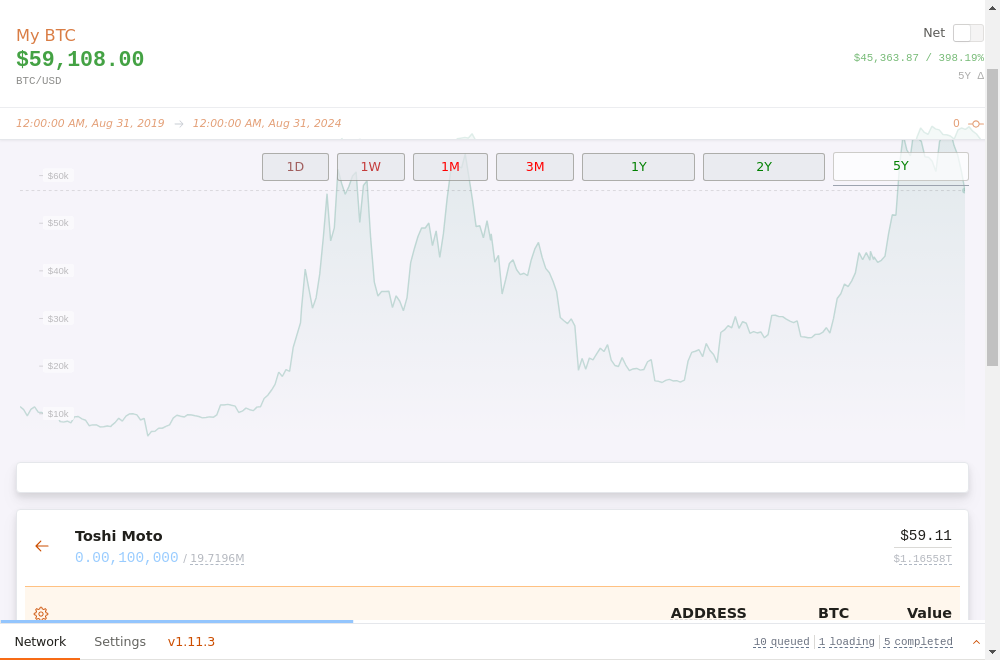 My BTC
$59,108.00
BTC/USD
Net
$45,363.87 / 398.19%
5Y Δ
12:00:00 AM, Aug 31, 2019 → 12:00:00 AM, Aug 31, 2024
0
1D 1W 1M 3M 1Y 2Y 5Y
$60k
$50k
$40k
$30k
$20k
$10k
Toshi Moto
$59.11
0.00,100,000 / 19.7196M
$1.16558T
ADDRESS BTC Value
Network Settings v1.11.3
10 queued 1 loading 5 completed